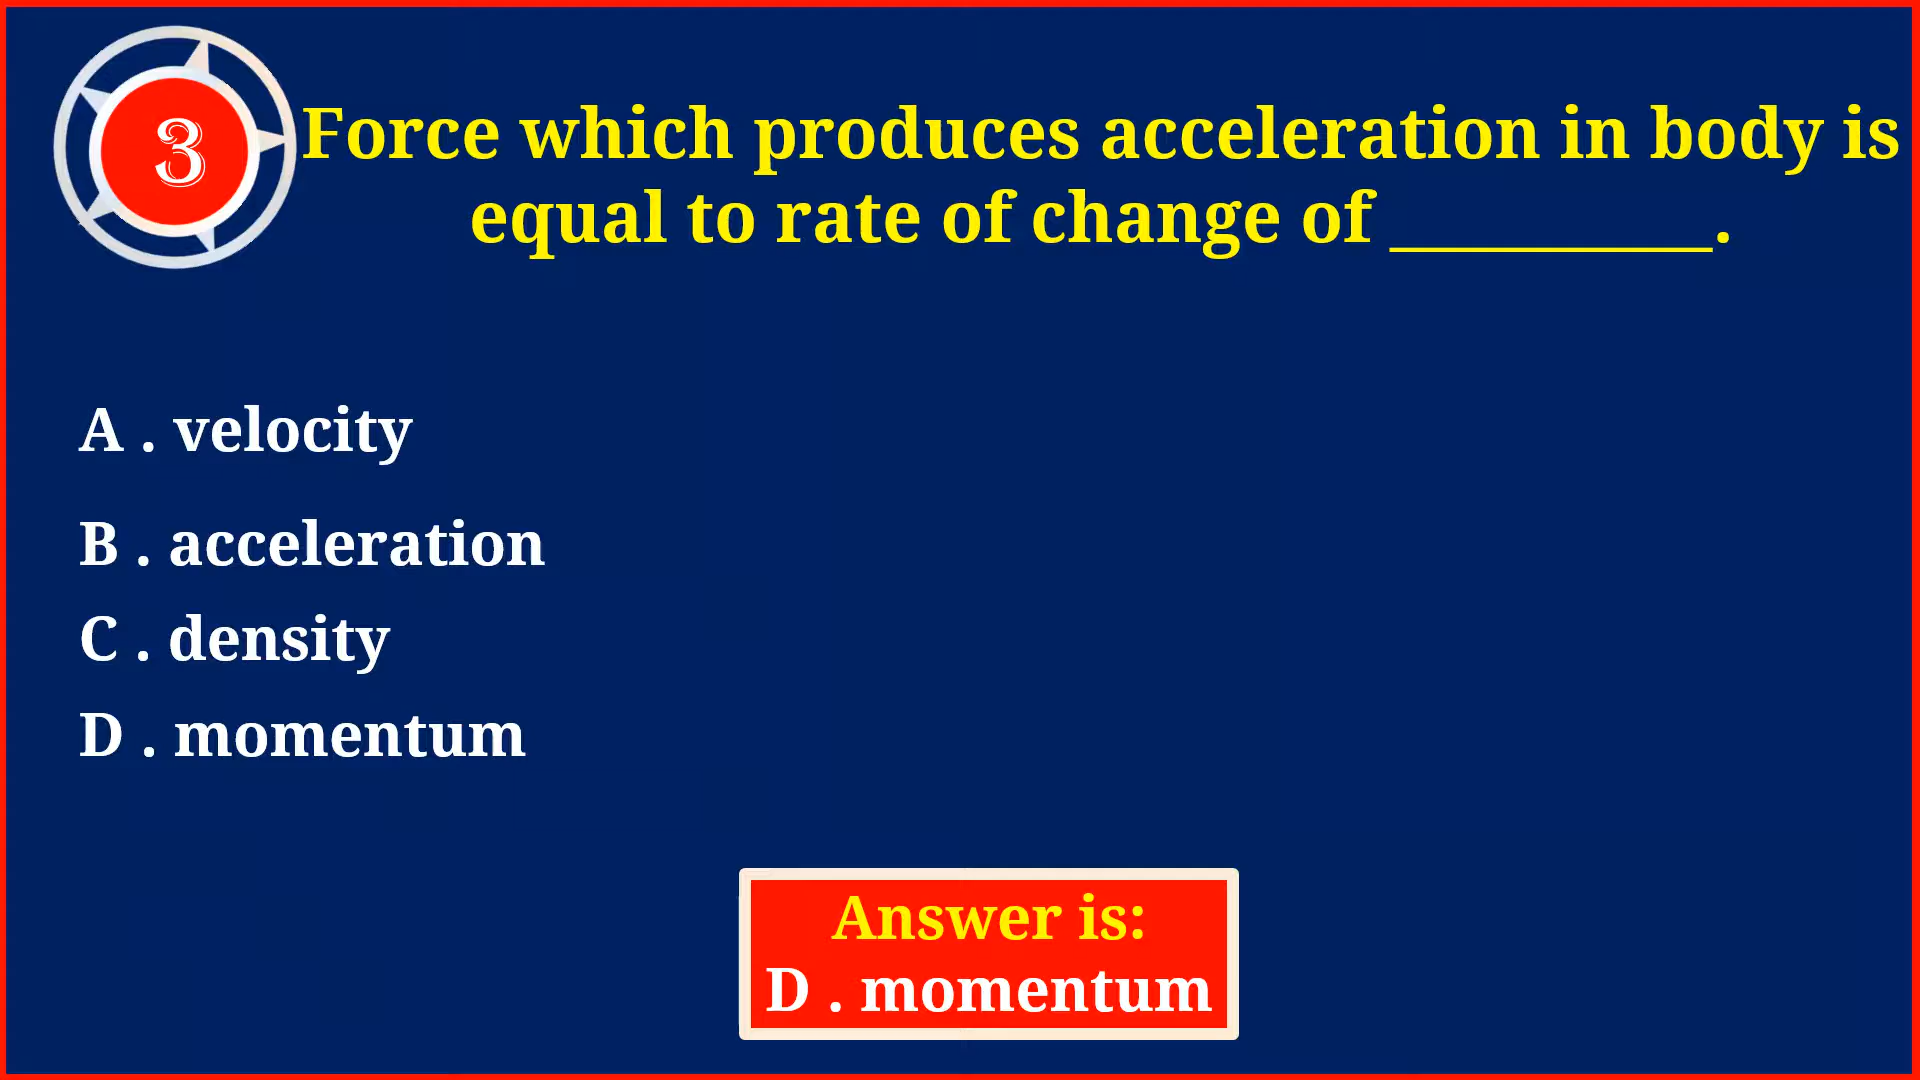 3
Force which produces acceleration in body is
equal to rate of change of __________.
A . velocity
B . acceleration
C . density
D . momentum
Answer is:
D . momentum